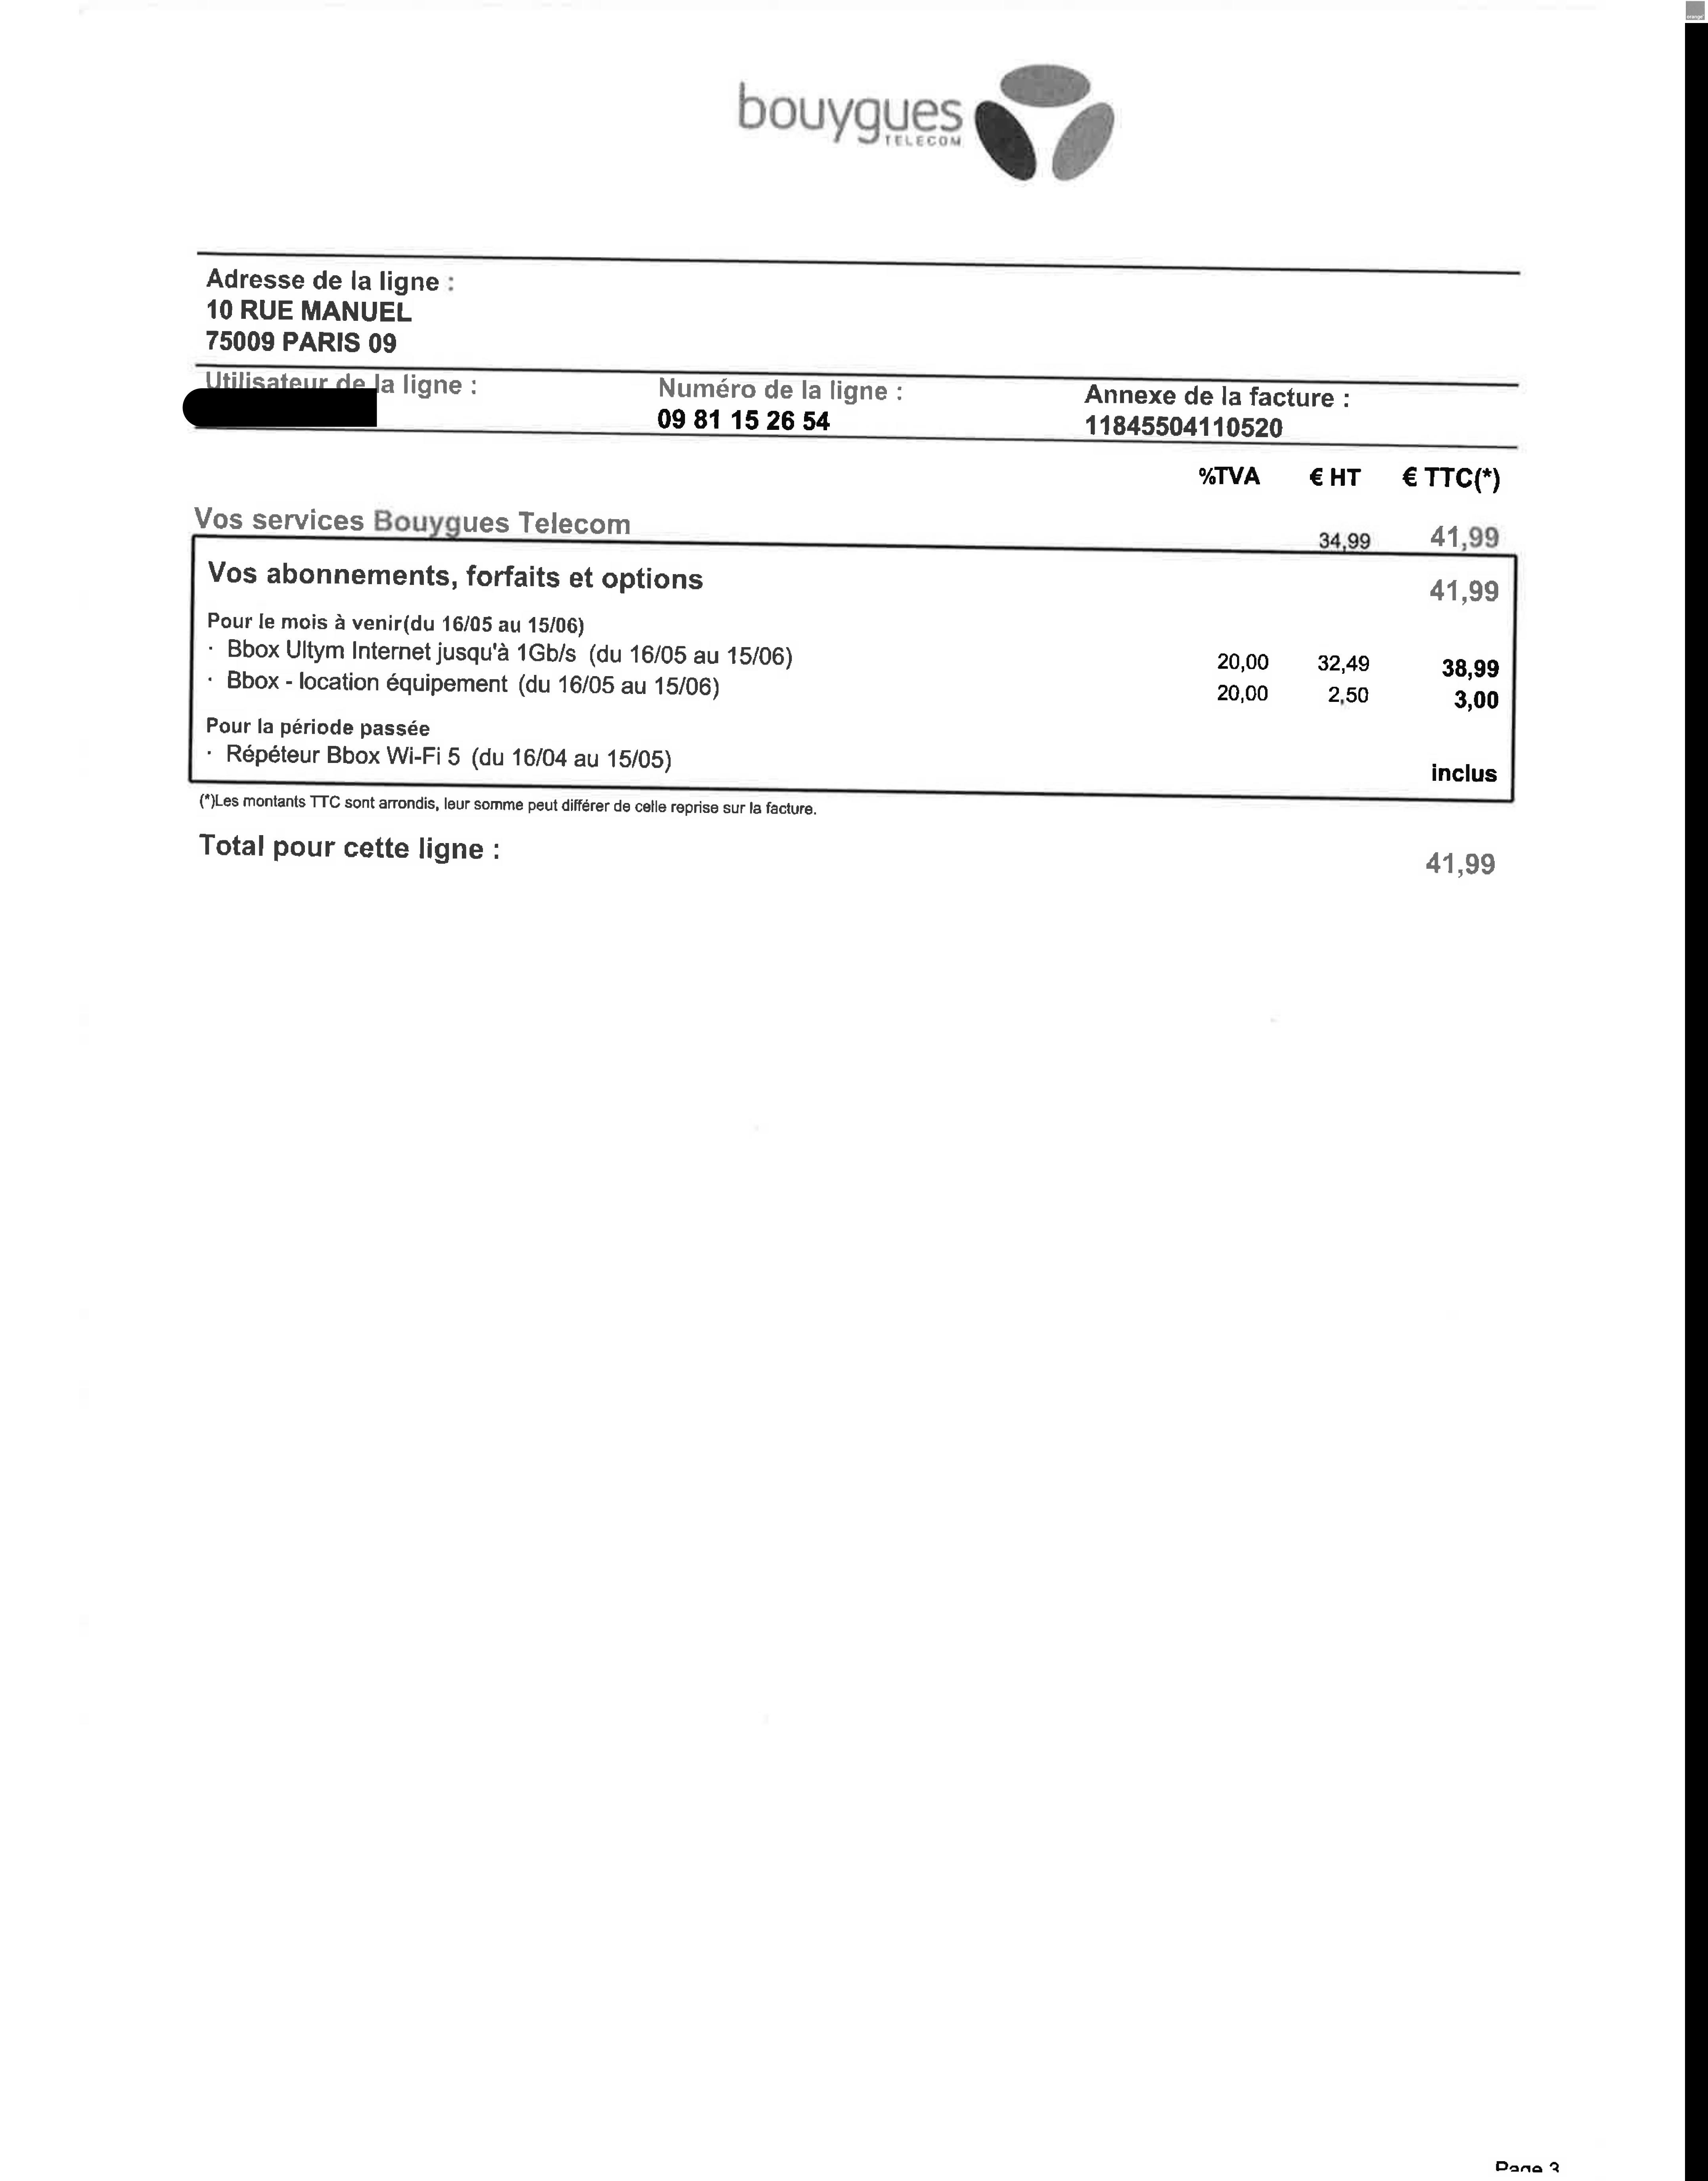 bouygues
TELECOM
Adresse de la ligne :
10 RUE MANUEL
75009 PARIS 09
Utilisateur de la ligne : Numéro de la ligne : Annexe de la facture :
09 81 15 26 54 11845504110520
%TVA € HT € TTC(*)
Vos services Bouygues Telecom 34,99 41,99
Vos abonnements, forfaits et options 41,99
Pour le mois à venir(du 16/05 au 15/06)
· Bbox Ultym Internet jusqu'à 1Gb/s (du 16/05 au 15/06) 20,00 32,49 38,99
· Bbox - location équipement (du 16/05 au 15/06) 20,00 2,50 3,00
Pour la période passée
· Répéteur Bbox Wi-Fi 5 (du 16/04 au 15/05) inclus
(*)Les montants TTC sont arrondis, leur somme peut différer de celle reprise sur la facture.
Total pour cette ligne : 41,99
Page 3